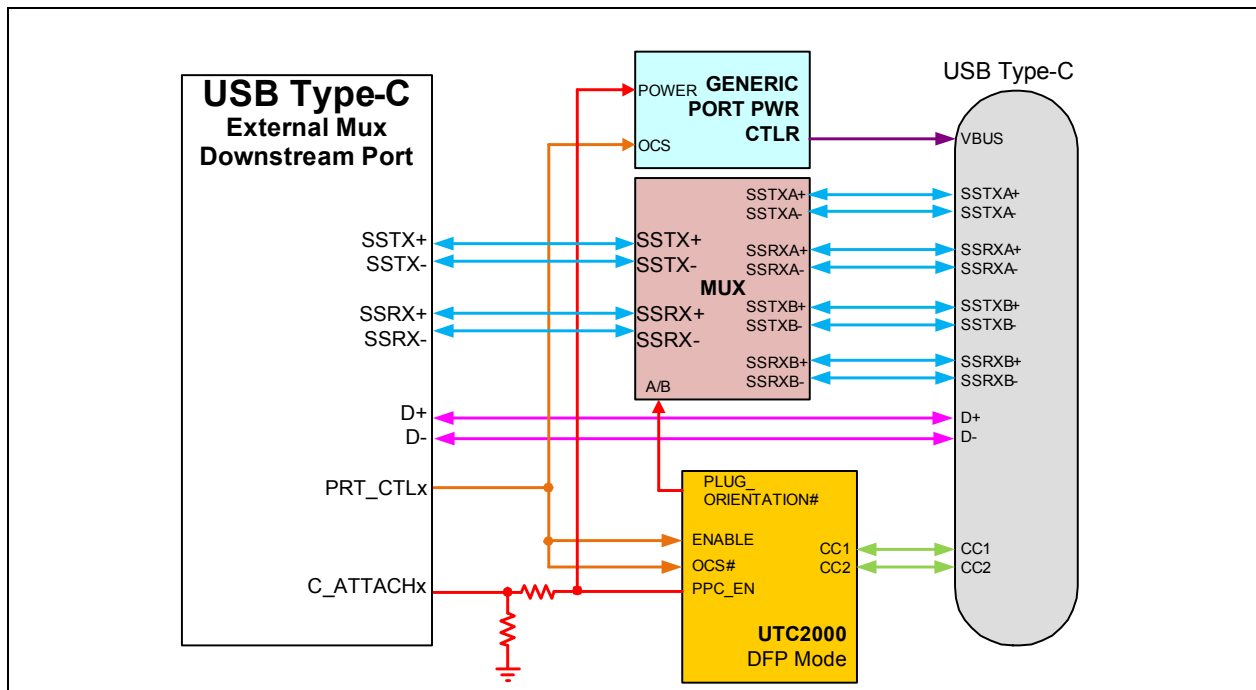 USB Type-C
External Mux
Downstream Port
SSTX+
SSTX-
SSRX+
SSRX-
D+
D-
PRT_CTLx
C_ATTACHx
POWER
OCS
GENERIC
PORT PWR
CTLR
SSTX+
SSTX-
SSRX+
SSRX-
MUX
A/B
SSTXA+
SSTXA-
SSRXA+
SSRXA-
SSTXB+
SSTXB-
SSRXB+
SSRXB-
PLUG_
ORIENTATION#
ENABLE
OCS#
PPC_EN
CC1
CC2
UTC2000
DFP Mode
USB Type-C
VBUS
SSTXA+
SSTXA-
SSRXA+
SSRXA-
SSTXB+
SSTXB-
SSRXB+
SSRXB-
D+
D-
CC1
CC2